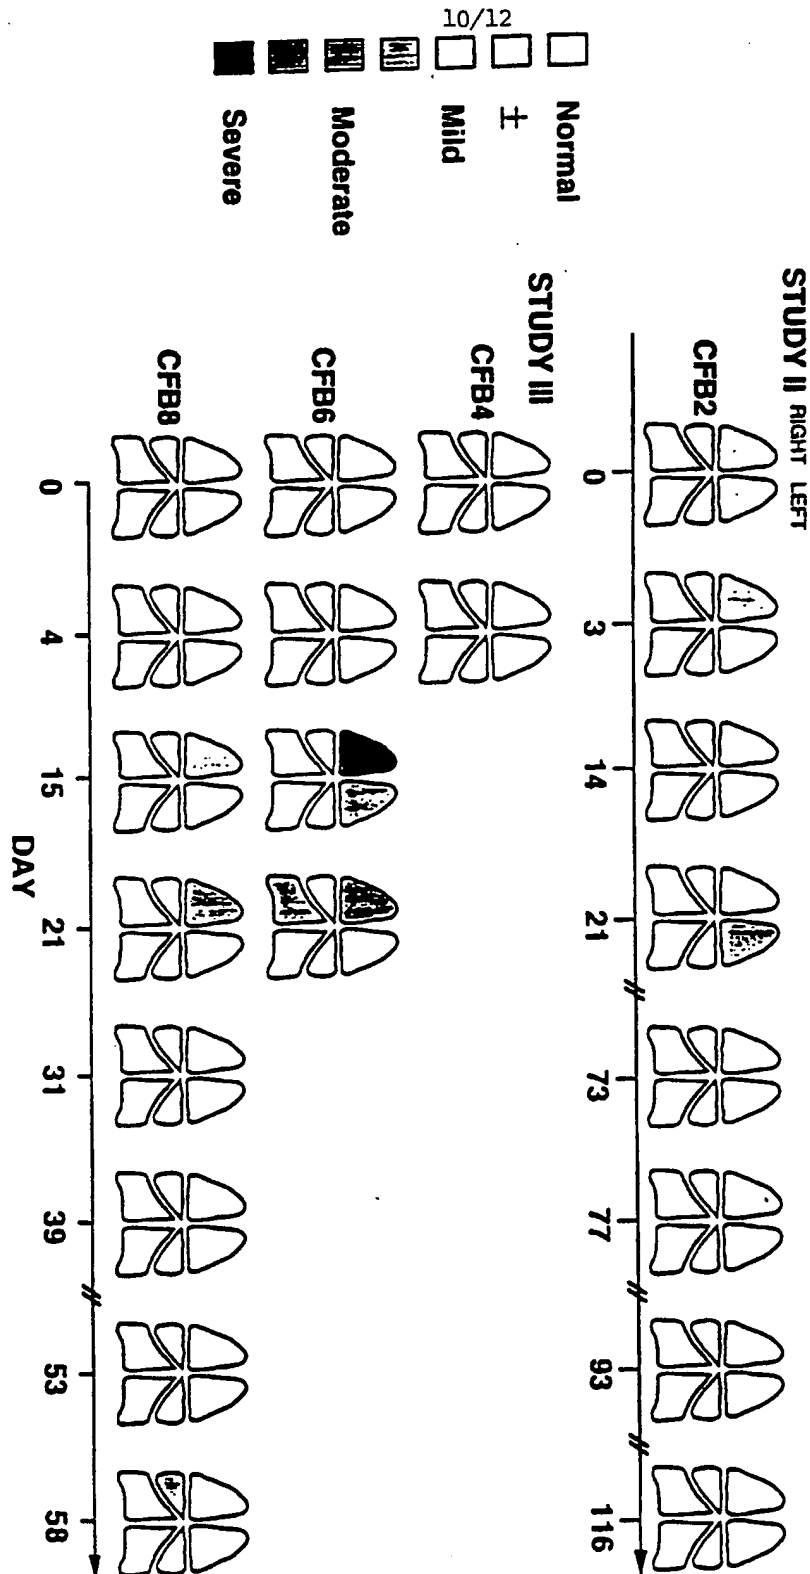 10/12
STUDY II RIGHT LEFT
CFB2
0 3 14 21 73 77 93 116
STUDY III
CFB4
CFB6
CFB8
0 4 15 21 31 39 53 58
DAY
Normal
±
Mild
Moderate
Severe